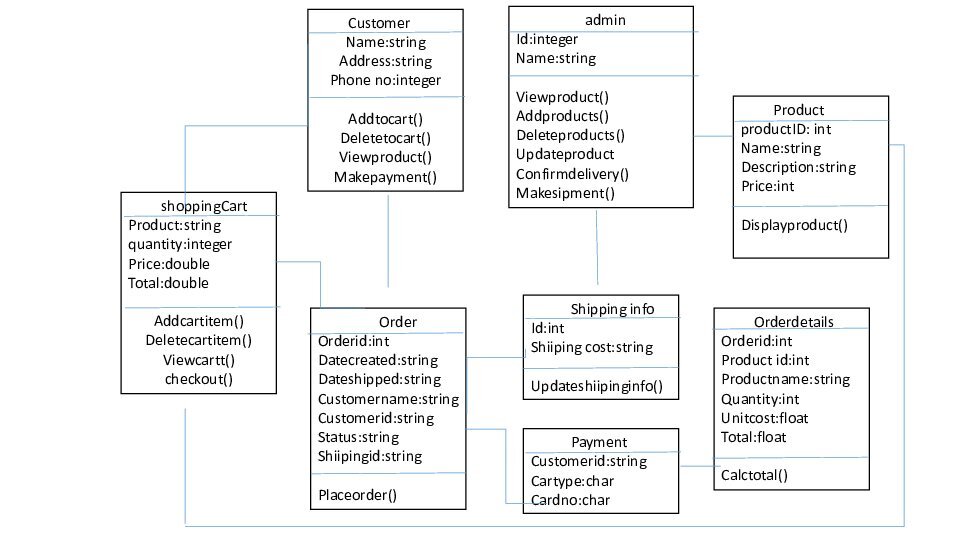 Customer
Name:string
Address:string
Phone no:integer
Addtocart()
Deletetocart()
Viewproduct()
Makepayment()
admin
Id:integer
Name:string
Viewproduct()
Addproducts()
Deleteproducts()
Updateproduct
Confirmdelivery()
Makesipment()
Product
productID: int
Name:string
Description:string
Price:int
Displayproduct()
shoppingCart
Product:string
quantity:integer
Price:double
Total:double
Addcartitem()
Deletecartitem()
Viewcartt()
checkout()
Order
Orderid:int
Datecreated:string
Dateshipped:string
Customername:string
Customerid:string
Status:string
Shiipingid:string
Placeorder()
Shipping info
Id:int
Shiiping cost:string
Updateshiipinginfo()
Payment
Customerid:string
Cartype:char
Cardno:char
Orderdetails
Orderid:int
Product id:int
Productname:string
Quantity:int
Unitcost:float
Total:float
Calctotal()